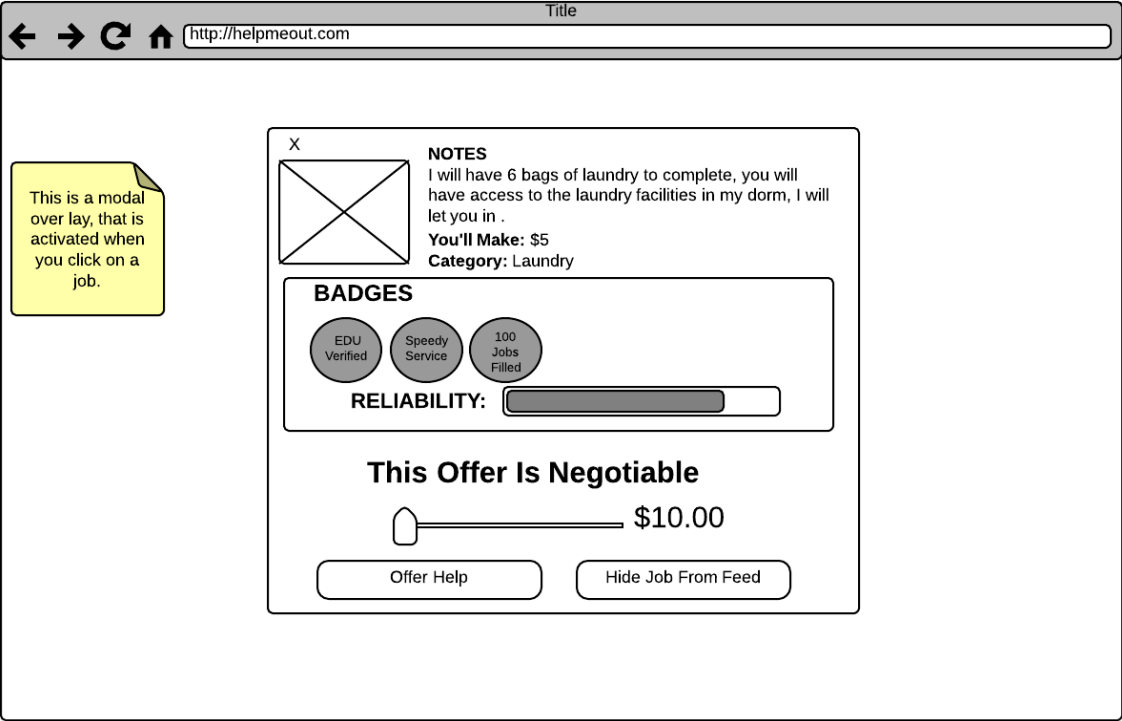 Title
http://helpmeout.com
This is a modal
over lay, that is
activated when
you click on a
job.
X
NOTES
I will have 6 bags of laundry to complete, you will
have access to the laundry facilities in my dorm, I will
let you in .
You'll Make: $5
Category: Laundry
BADGES
EDU
Verified
Speedy
Service
100
Jobs
Filled
RELIABILITY:
This Offer Is Negotiable
$10.00
Offer Help
Hide Job From Feed